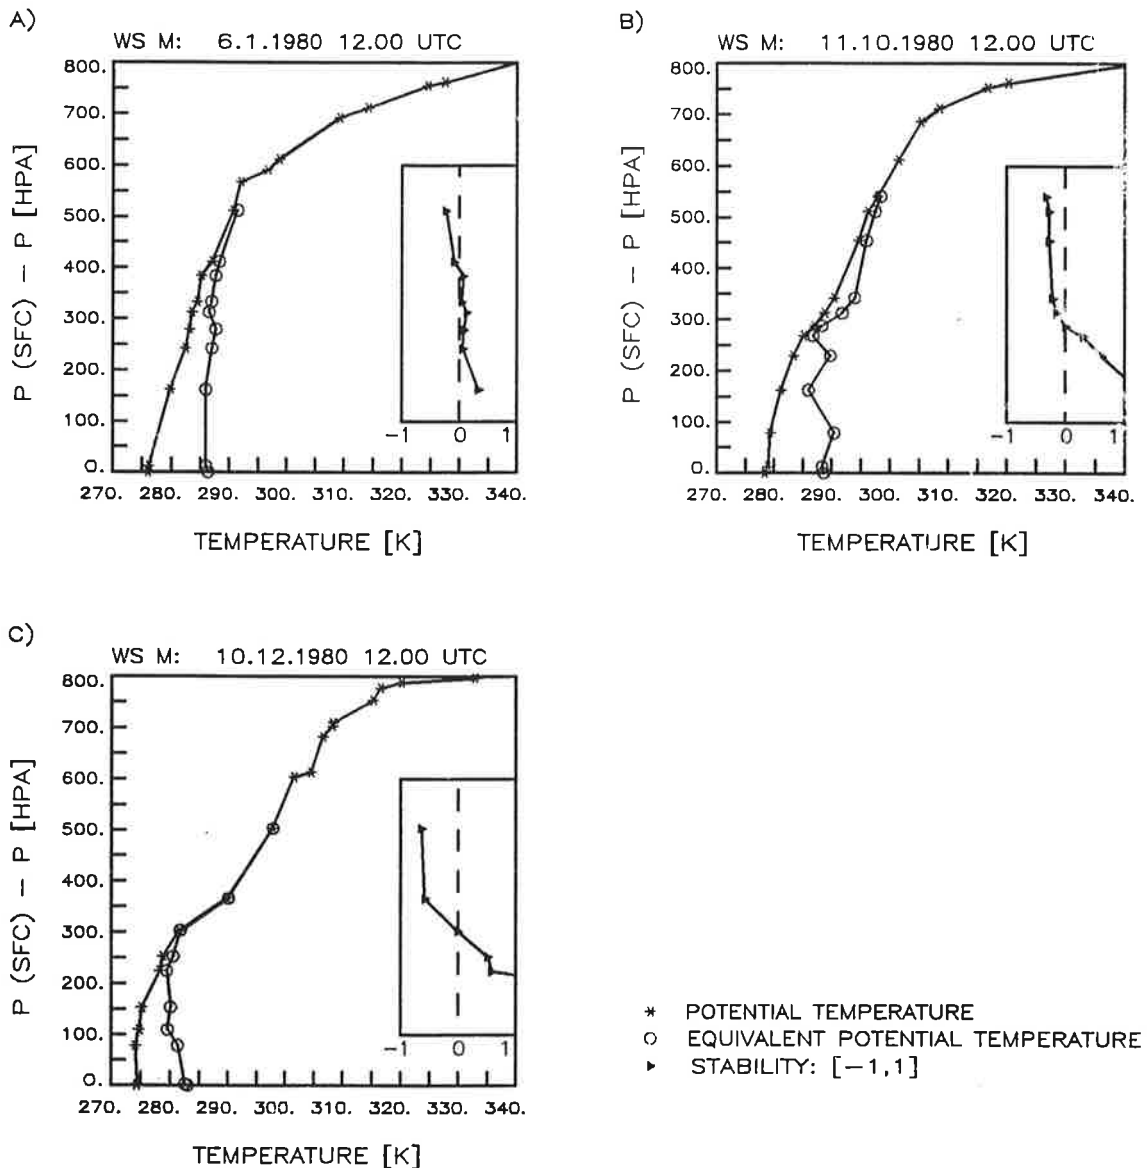 A)
WS M: 6.1.1980 12.00 UTC
800.
700.
600.
500.
400.
300.
200.
100.
0.
P (SFC) – P [HPA]
-1 0 1
270. 280. 290. 300. 310. 320. 330. 340.
TEMPERATURE [K]
B)
WS M: 11.10.1980 12.00 UTC
800.
700.
600.
500.
400.
300.
200.
100.
0.
P (SFC) – P [HPA]
-1 0 1
270. 280. 290. 300. 310. 320. 330. 340.
TEMPERATURE [K]
C)
WS M: 10.12.1980 12.00 UTC
800.
700.
600.
500.
400.
300.
200.
100.
0.
P (SFC) – P [HPA]
-1 0 1
270. 280. 290. 300. 310. 320. 330. 340.
TEMPERATURE [K]
POTENTIAL TEMPERATURE
EQUIVALENT POTENTIAL TEMPERATURE
STABILITY: [–1,1]